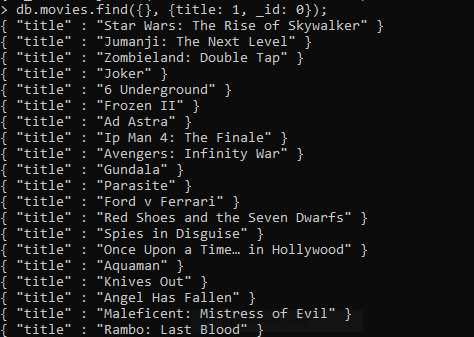 > db.movies.find({}, {title: 1, _id: 0});
{ "title" : "Star Wars: The Rise of Skywalker" }
{ "title" : "Jumanji: The Next Level" }
{ "title" : "Zombieland: Double Tap" }
{ "title" : "Joker" }
{ "title" : "6 Underground" }
{ "title" : "Frozen II" }
{ "title" : "Ad Astra" }
{ "title" : "Ip Man 4: The Finale" }
{ "title" : "Avengers: Infinity War" }
{ "title" : "Gundala" }
{ "title" : "Parasite" }
{ "title" : "Ford v Ferrari" }
{ "title" : "Red Shoes and the Seven Dwarfs" }
{ "title" : "Spies in Disguise" }
{ "title" : "Once Upon a Time… in Hollywood" }
{ "title" : "Aquaman" }
{ "title" : "Knives Out" }
{ "title" : "Angel Has Fallen" }
{ "title" : "Maleficent: Mistress of Evil" }
{ "title" : "Rambo: Last Blood" }